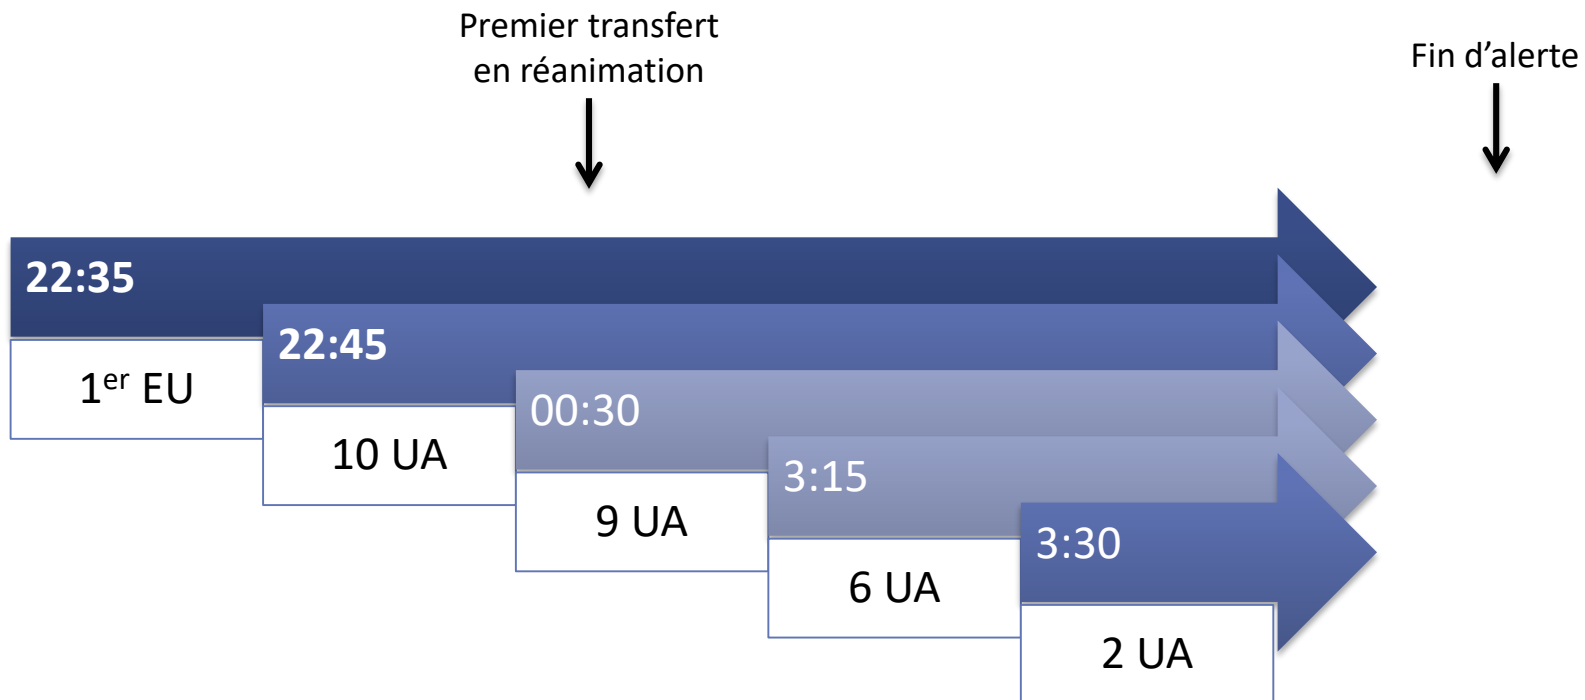 Premier transfert
en réanimation
Fin d’alerte
22:35
1er EU
22:45
10 UA
00:30
9 UA
3:15
6 UA
3:30
2 UA